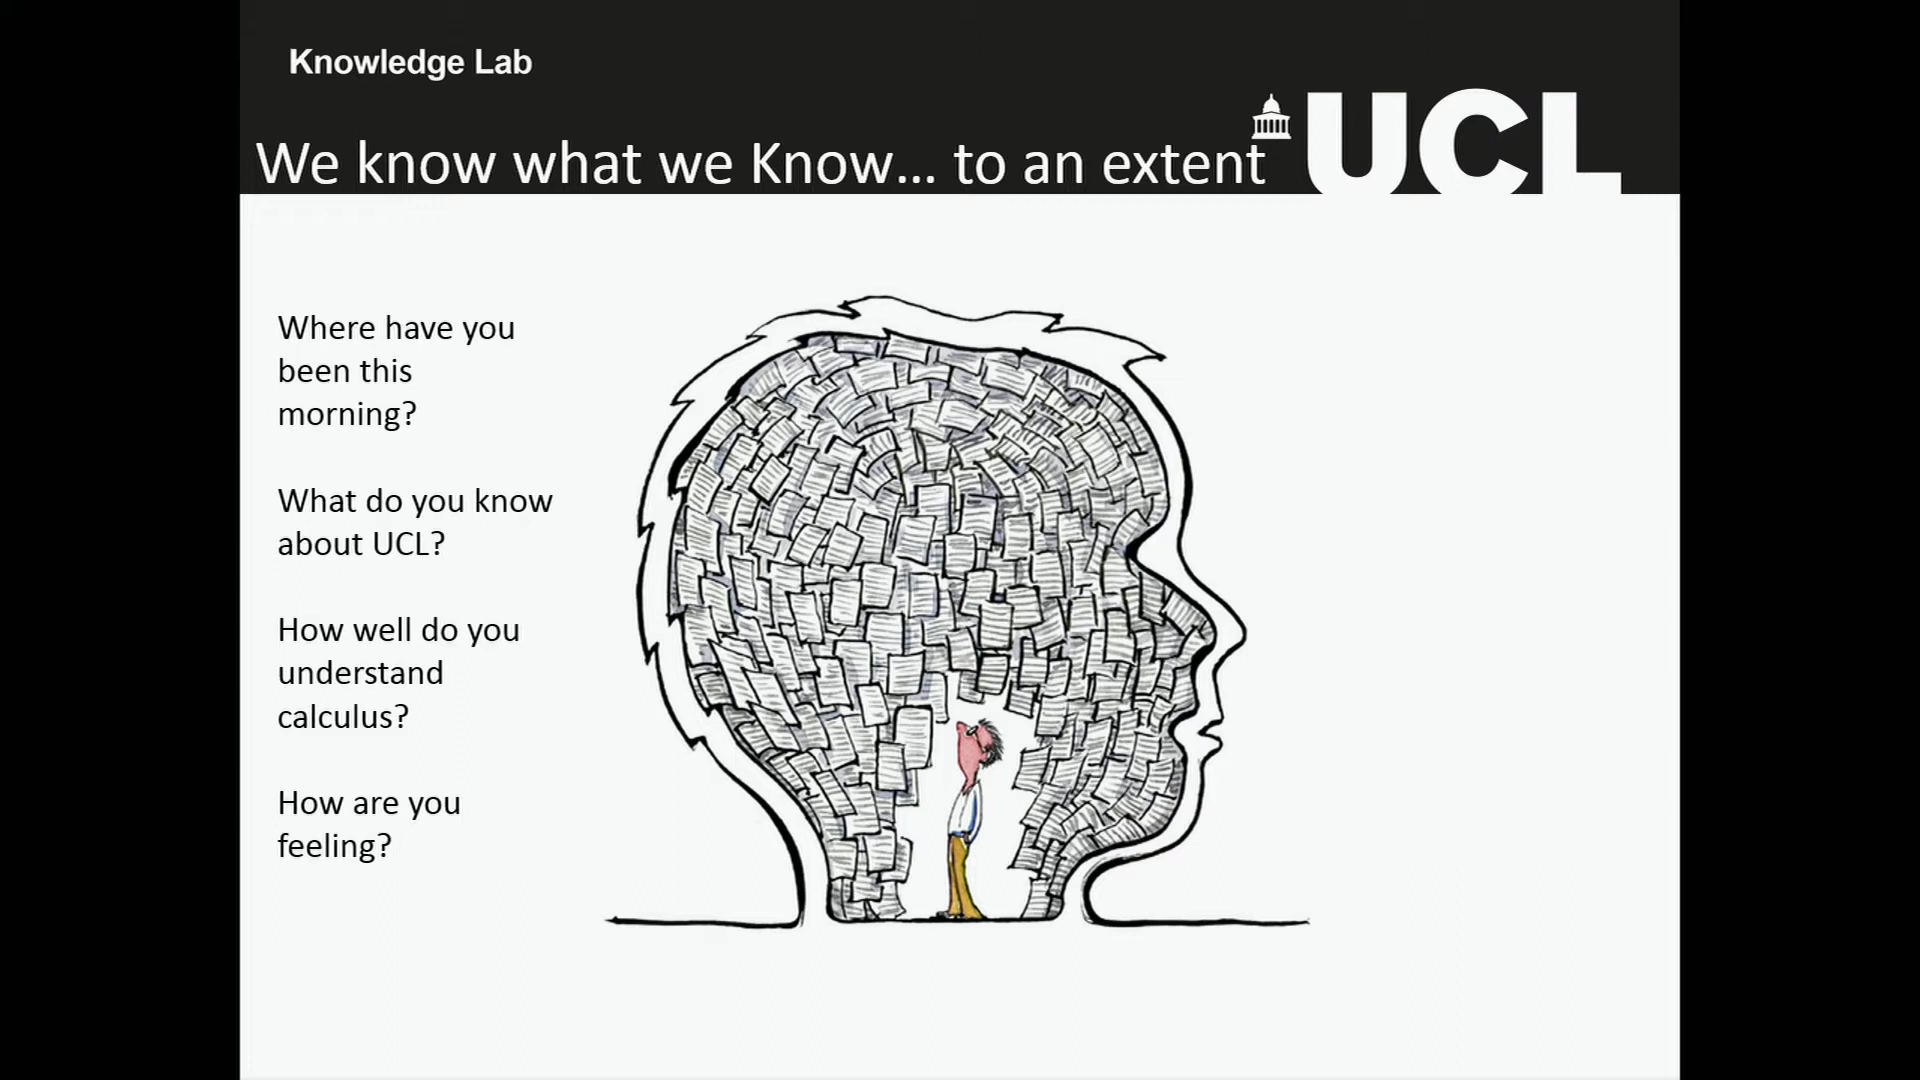 Knowledge Lab
UCL
We know what we Know... to an extent
Where have you
been this
morning?
What do you know
about UCL?
How well do you
understand
calculus?
How are you
feeling?